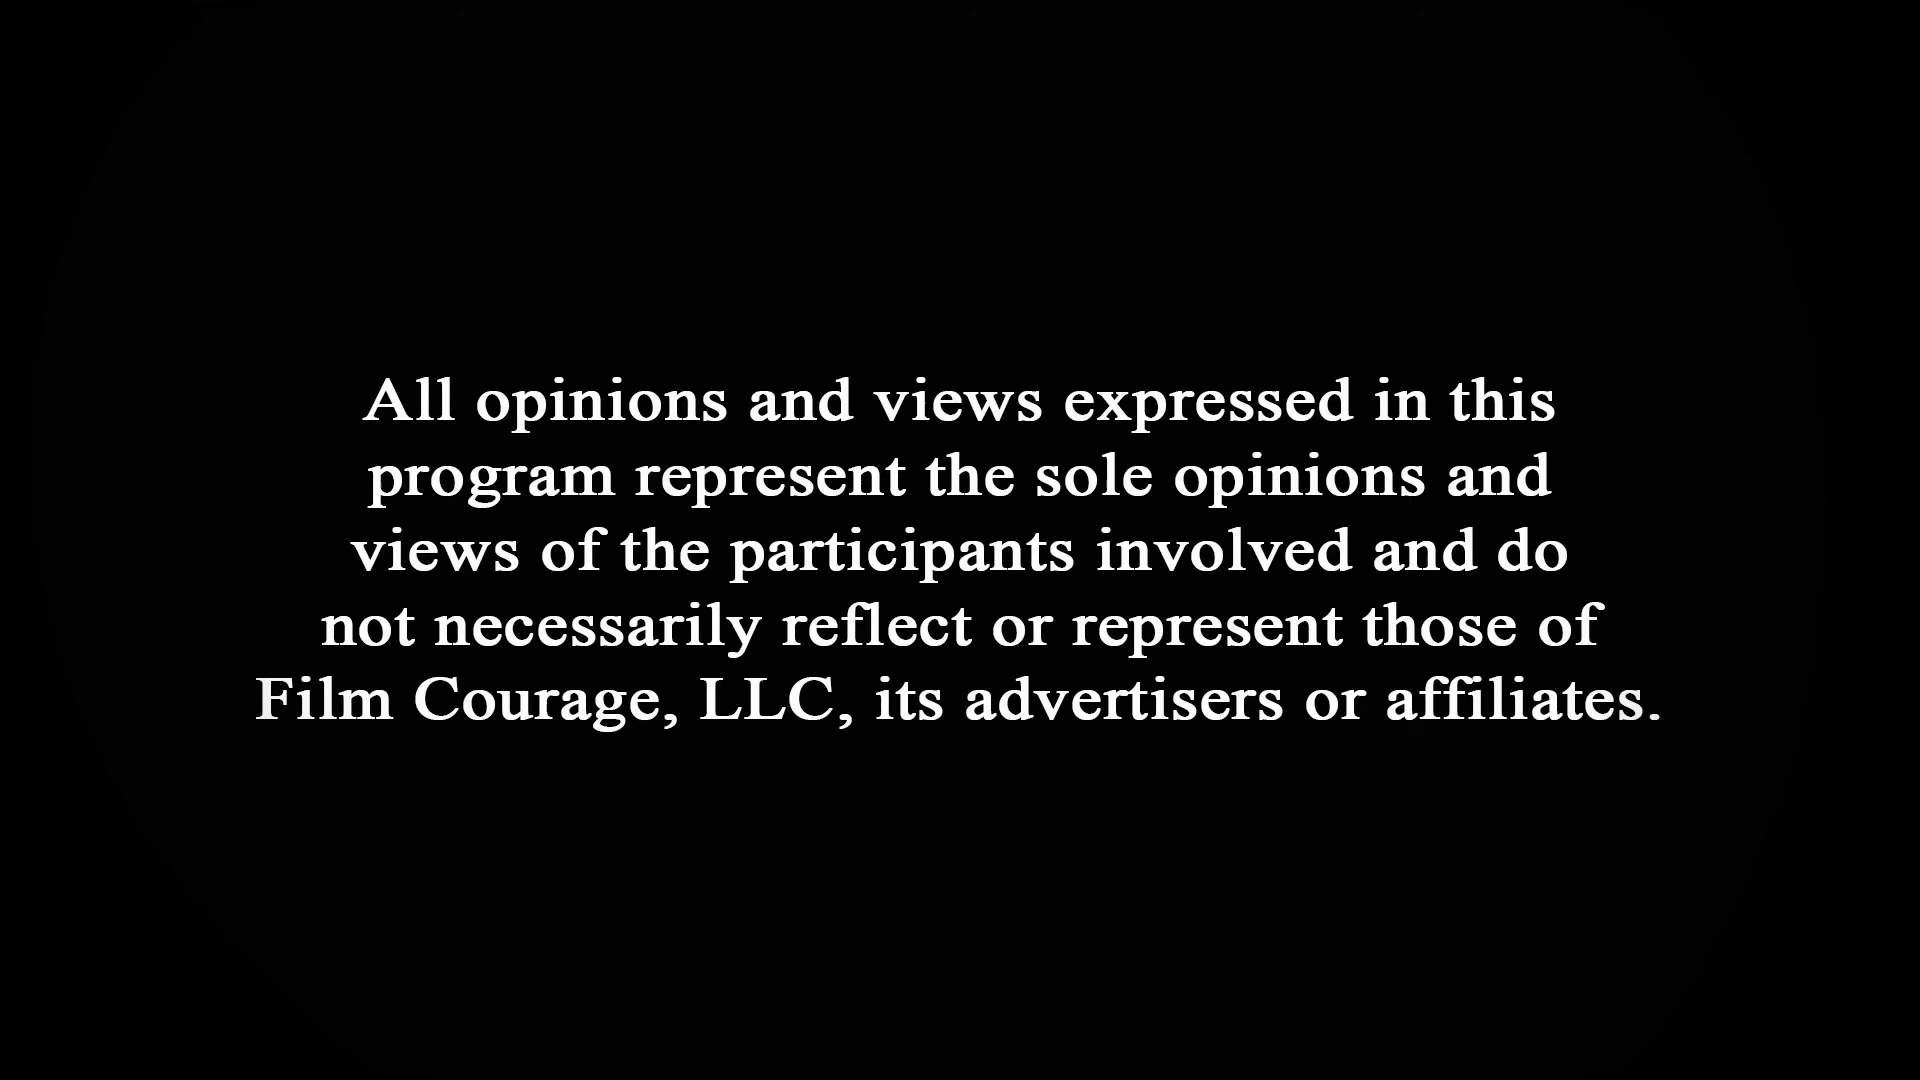 All opinions and views expressed in this
program represent the sole opinions and
views of the participants involved and do
not necessarily reflect or represent those of
Film Courage, LLC, its advertisers or affiliates.